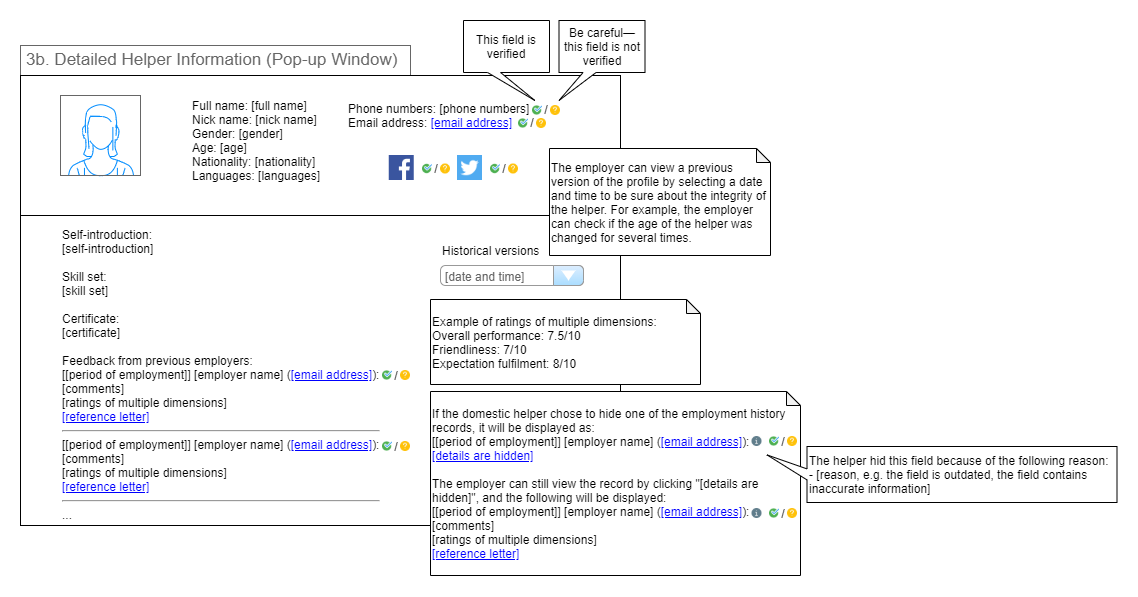 This field is
verified
Be careful—
this field is not
verified
3b. Detailed Helper Information (Pop-up Window)
Full name: [full name]
Nick name: [nick name]
Gender: [gender]
Age: [age]
Nationality: [nationality]
Languages: [languages]
Phone numbers: [phone numbers] /
Email address: [email address] /
/
/
The employer can view a previous
version of the profile by selecting a date
and time to be sure about the integrity of
the helper. For example, the employer
can check if the age of the helper was
changed for several times.
Self-introduction:
[self-introduction]
Skill set:
[skill set]
Certificate:
[certificate]
Historical versions
[date and time]
Example of ratings of multiple dimensions:
Overall performance: 7.5/10
Friendliness: 7/10
Expectation fulfilment: 8/10
Feedback from previous employers:
[[period of employment]] [employer name] ([email address]): /
[comments]
[ratings of multiple dimensions]
[reference letter]
[[period of employment]] [employer name] ([email address]): /
[comments]
[ratings of multiple dimensions]
[reference letter]
...
If the domestic helper chose to hide one of the employment history
records, it will be displayed as:
[[period of employment]] [employer name] ([email address]): /
[details are hidden]
The employer can still view the record by clicking "[details are
hidden]", and the following will be displayed:
[[period of employment]] [employer name] ([email address]): /
[comments]
[ratings of multiple dimensions]
[reference letter]
The helper hid this field because of the following reason:
- [reason, e.g. the field is outdated, the field contains
inaccurate information]